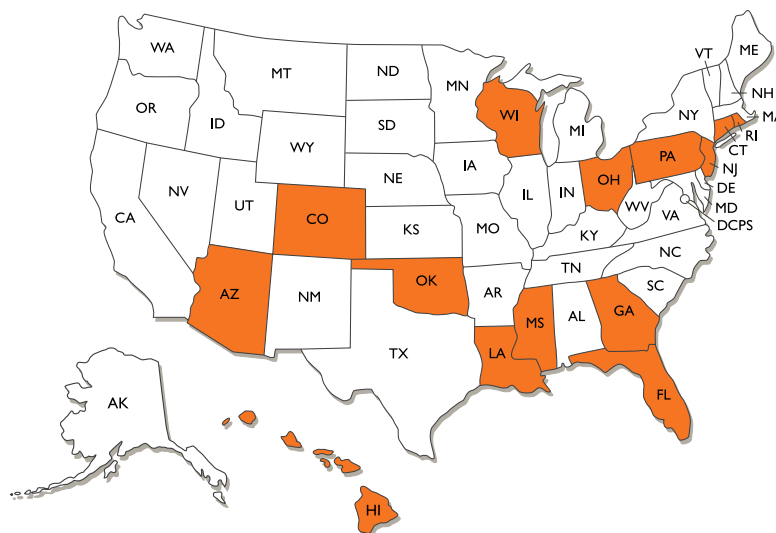 WA
MT
ND
MN
VT
ME
OR
ID
SD
WI
MI
NY
NH
MA
WY
IA
PA
RI
CT
NJ
NE
OH
NV
UT
CO
IL
IN
DE
CA
KS
MO
WV
MD
VA
DCPS
KY
NC
TN
AZ
NM
OK
AR
SC
MS
AL
GA
TX
LA
FL
AK
HI